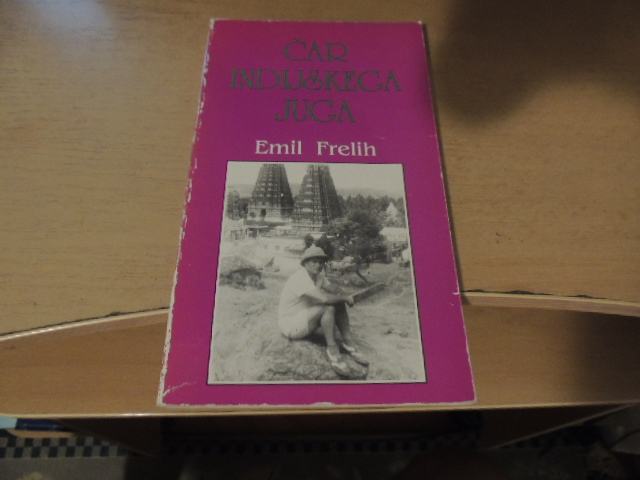 ČAR
INDIJSKEGA
JUGA
Emil Frelih